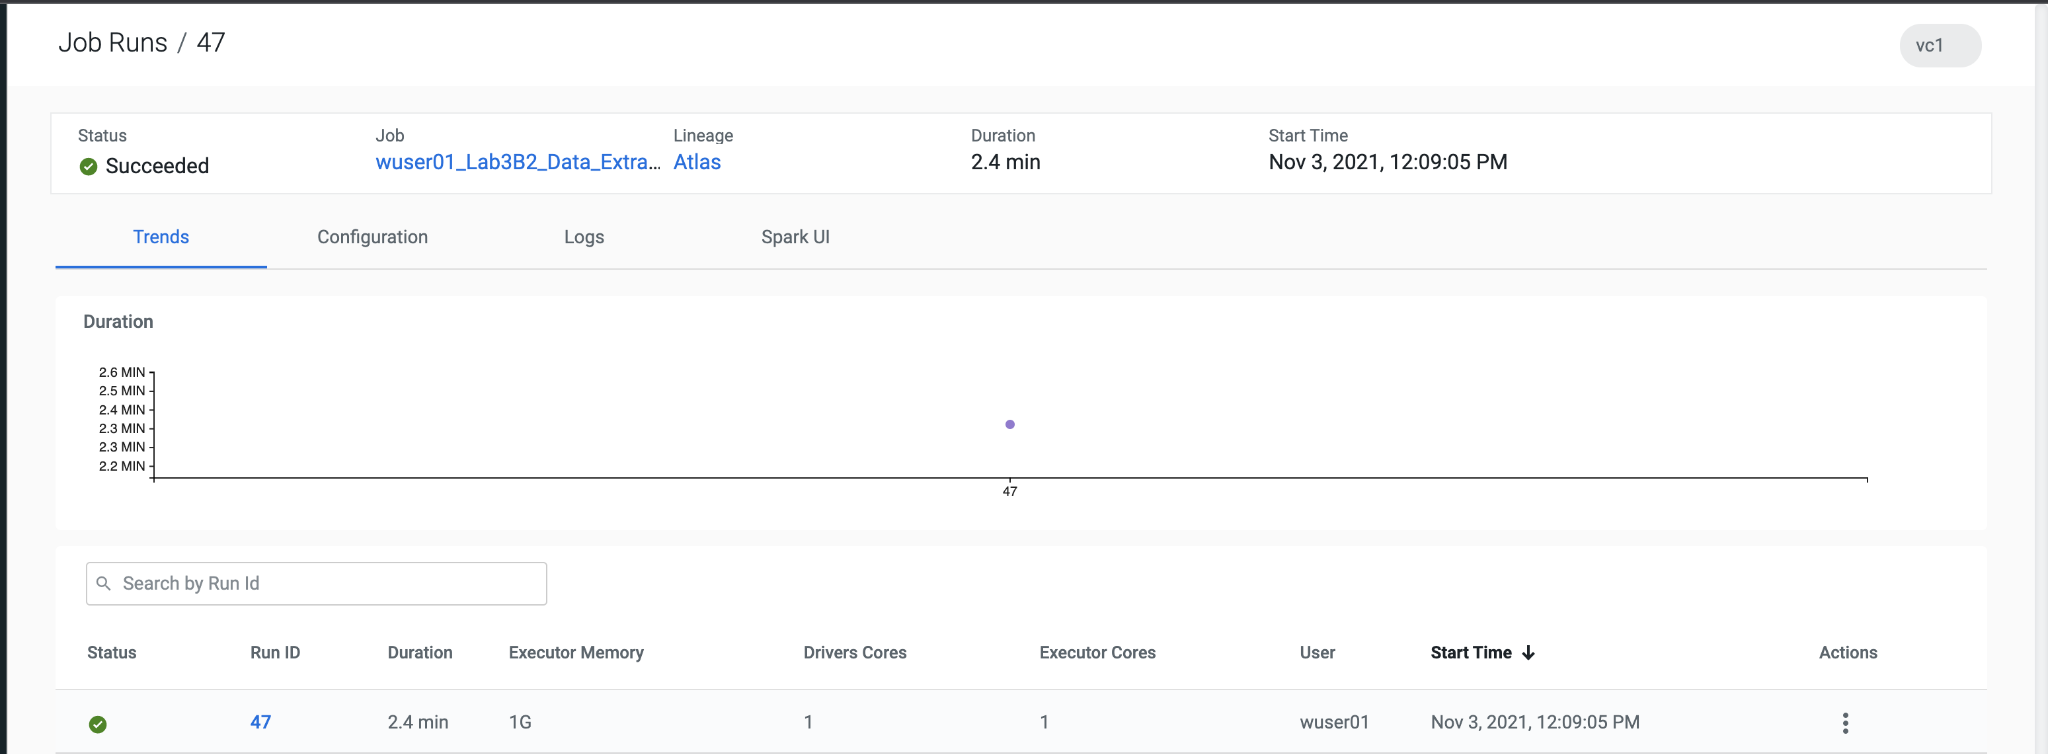 Job Runs / 47
vc1
Status Job Lineage Duration Start Time
Succeeded wuser01_Lab3B2_Data_Extra... Atlas 2.4 min Nov 3, 2021, 12:09:05 PM
Trends Configuration Logs Spark UI
Duration
2.6 MIN
2.5 MIN
2.4 MIN
2.3 MIN
2.3 MIN
2.2 MIN
47
Search by Run Id
Status Run ID Duration Executor Memory Drivers Cores Executor Cores User Start Time Actions
47 2.4 min 1G 1 1 wuser01 Nov 3, 2021, 12:09:05 PM